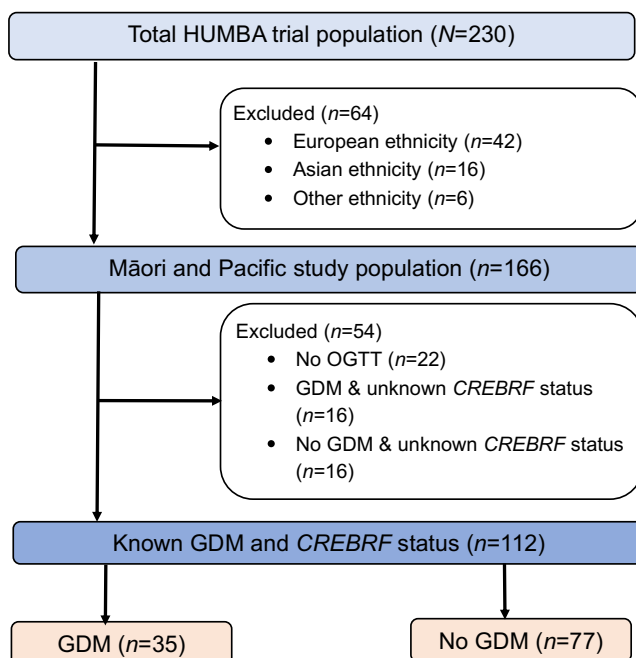 Total HUMBA trial population (N=230)
Excluded (n=64)
• European ethnicity (n=42)
• Asian ethnicity (n=16)
• Other ethnicity (n=6)
Māori and Pacific study population (n=166)
Excluded (n=54)
• No OGTT (n=22)
• GDM & unknown CREBRF status
(n=16)
• No GDM & unknown CREBRF status
(n=16)
Known GDM and CREBRF status (n=112)
GDM (n=35)
No GDM (n=77)